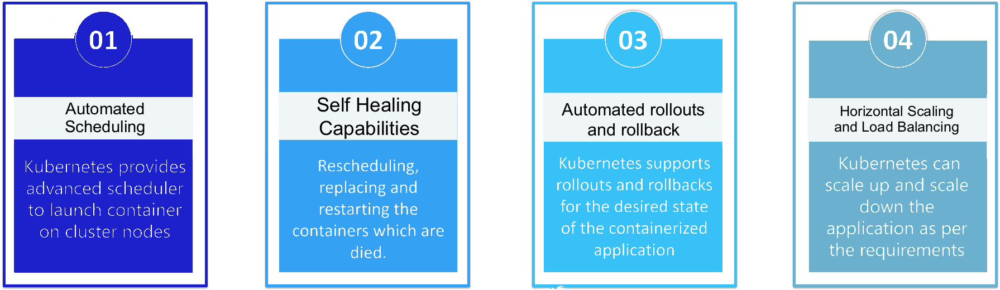 01
Automated
Scheduling
Kubernetes provides
advanced scheduler
to launch container
on cluster nodes
02
Self Healing
Capabilities
Rescheduling,
replacing and
restarting the
containers which are
died.
03
Automated rollouts
and rollback
Kubernetes supports
rollouts and rollbacks
for the desired state
of the containerized
application
04
Horizontal Scaling
and Load Balancing
Kubernetes can
scale up and scale
down the
application as per
the requirements